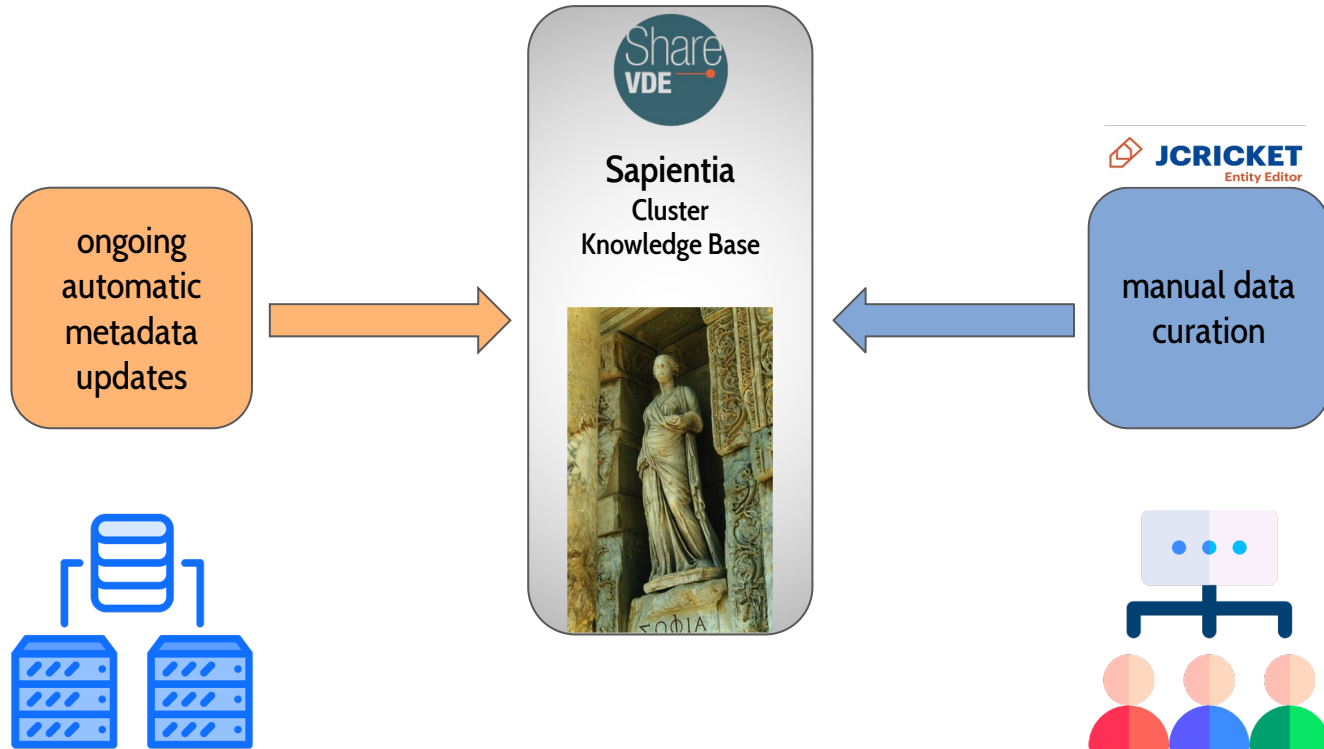 Share
VDE
Sapientia
Cluster
Knowledge Base
ΣΟΦΙΑ
ongoing
automatic
metadata
updates
JCRICKET
Entity Editor
manual data
curation